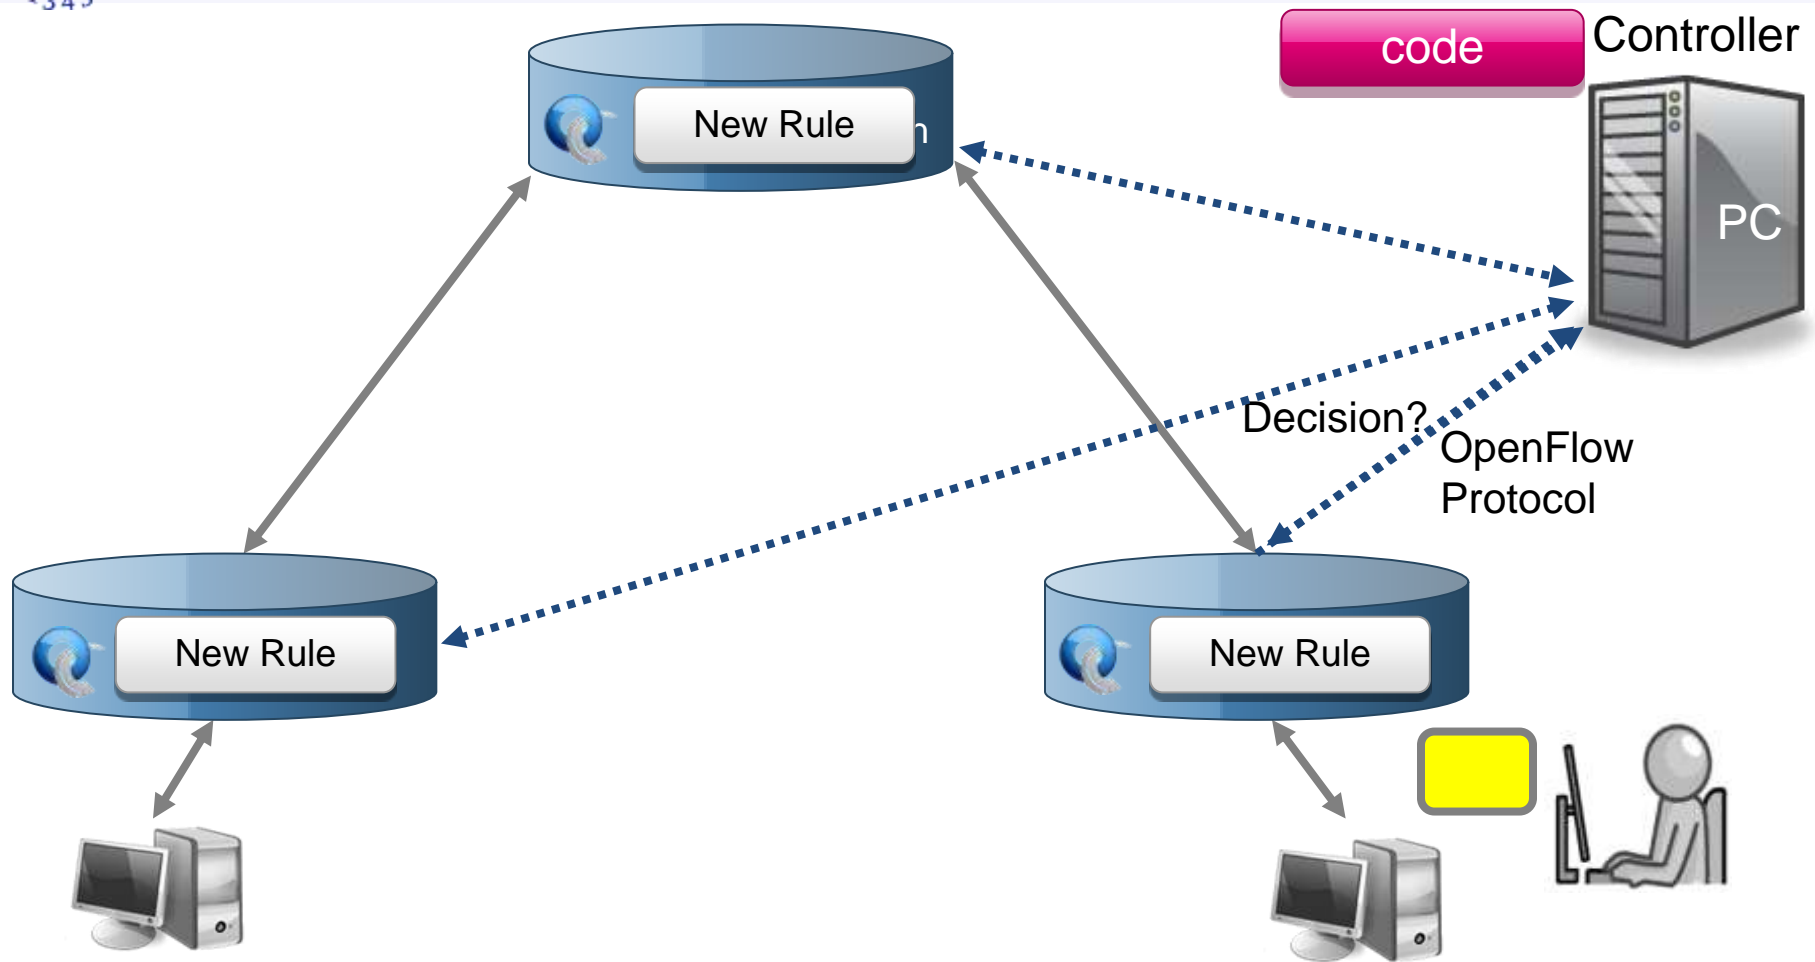 code
Controller
New Rule
PC
Decision?
OpenFlow
Protocol
New Rule
New Rule